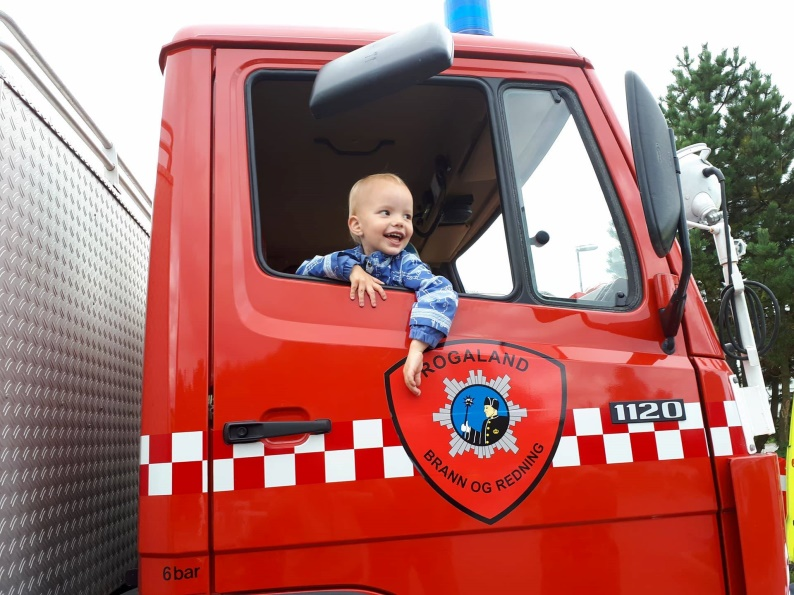 ROGALAND
BRANN OG REDNING
1120
6bar